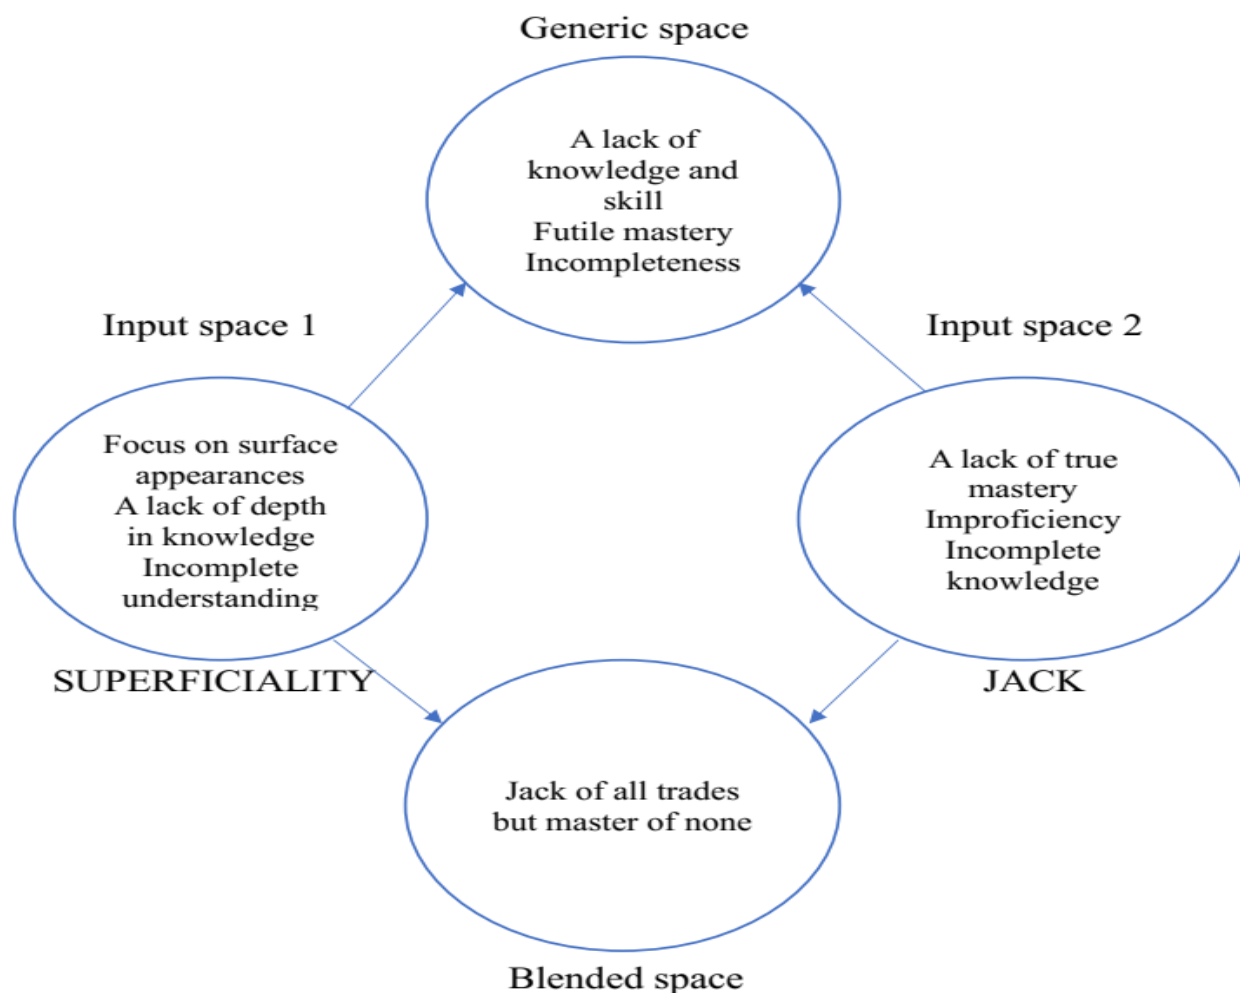 Generic space
A lack of
knowledge and
skill
Futile mastery
Incompleteness
Input space 1
Input space 2
Focus on surface
appearances
A lack of depth
in knowledge
Incomplete
understanding
A lack of true
mastery
Improficiency
Incomplete
knowledge
SUPERFICIALITY
JACK
Jack of all trades
but master of none
Blended space